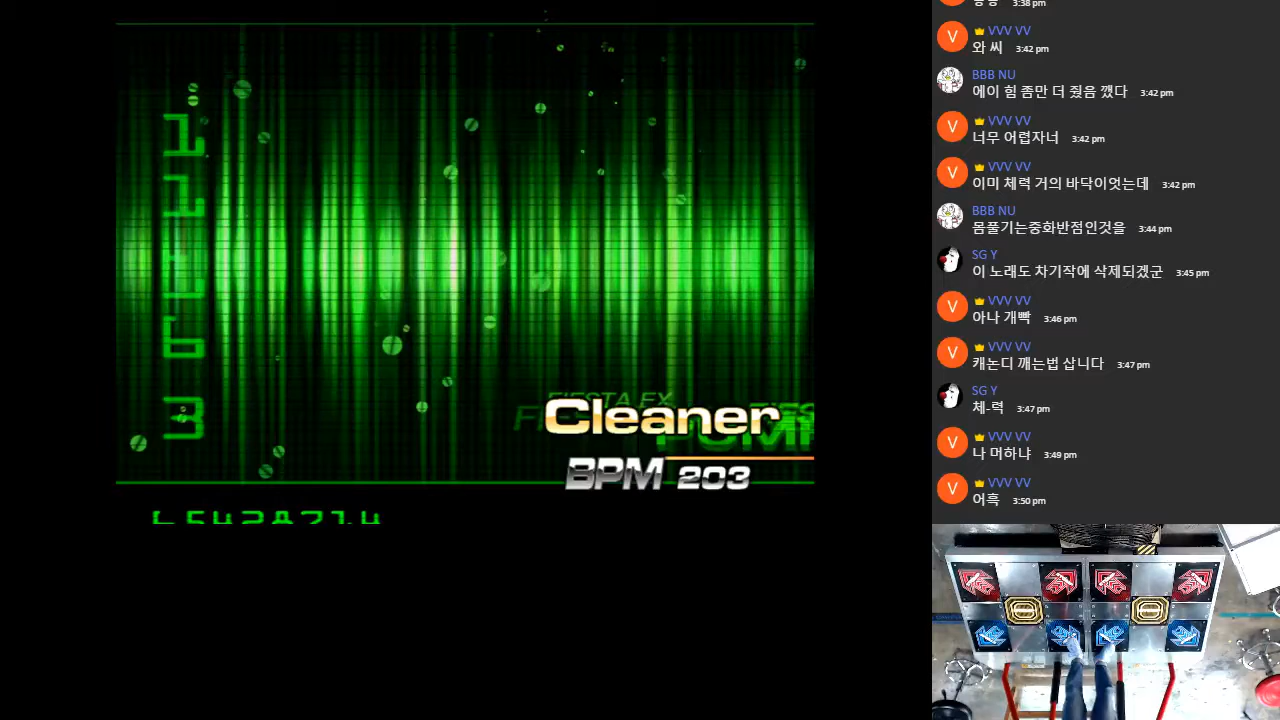 Cleaner
BPM 203
FIESTA EX
3:38 pm
V VVV VV
와 씨 3:42 pm
BBB NU
에이 힘 좀만 더 줬음 깼다 3:42 pm
V VVV VV
너무 어렵자너 3:42 pm
V VVV VV
이미 체력 거의 바닥이엇는데 3:42 pm
BBB NU
몸풀기는중화반점인것을 3:44 pm
SG Y
이 노래도 차기작에 삭제되겠군 3:45 pm
V VVV VV
아나 개빡 3:46 pm
V VVV VV
캐논디 깨는법 삽니다 3:47 pm
SG Y
체-력 3:47 pm
V VVV VV
나 머하냐 3:49 pm
V VVV VV
어흑 3:50 pm